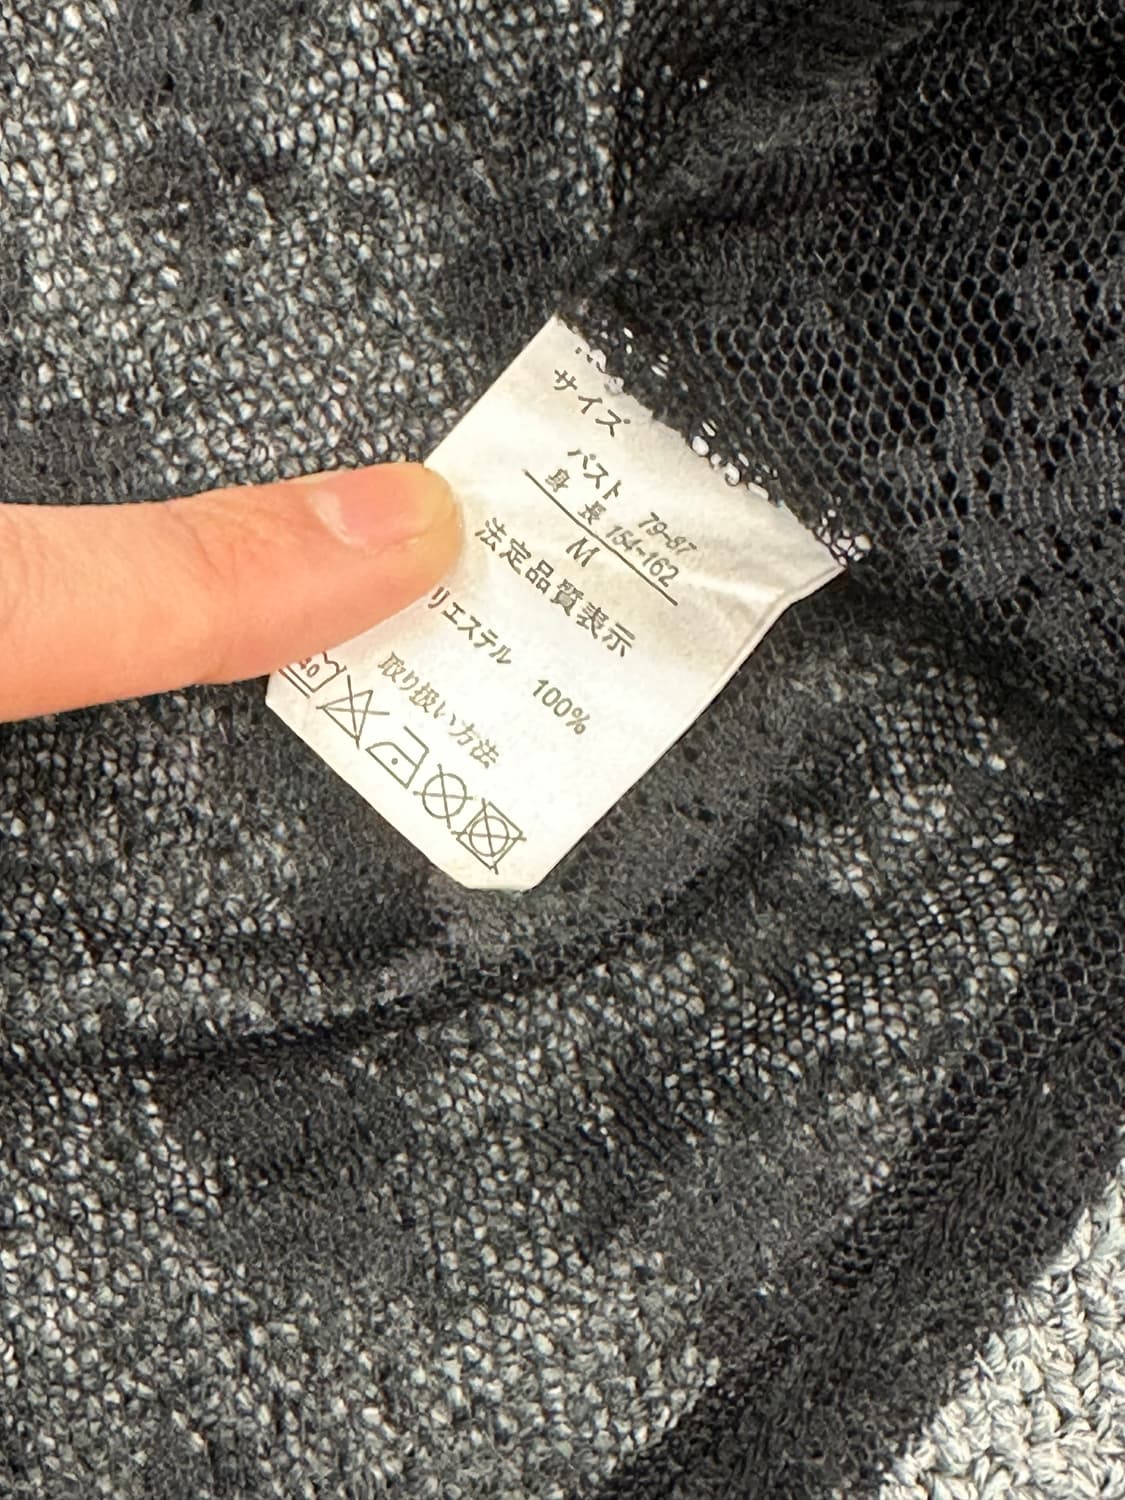 サイズ
バスト 79~87
身 長 154~162
M
法定品質表示
リエステル 100%
取り扱い方法
30